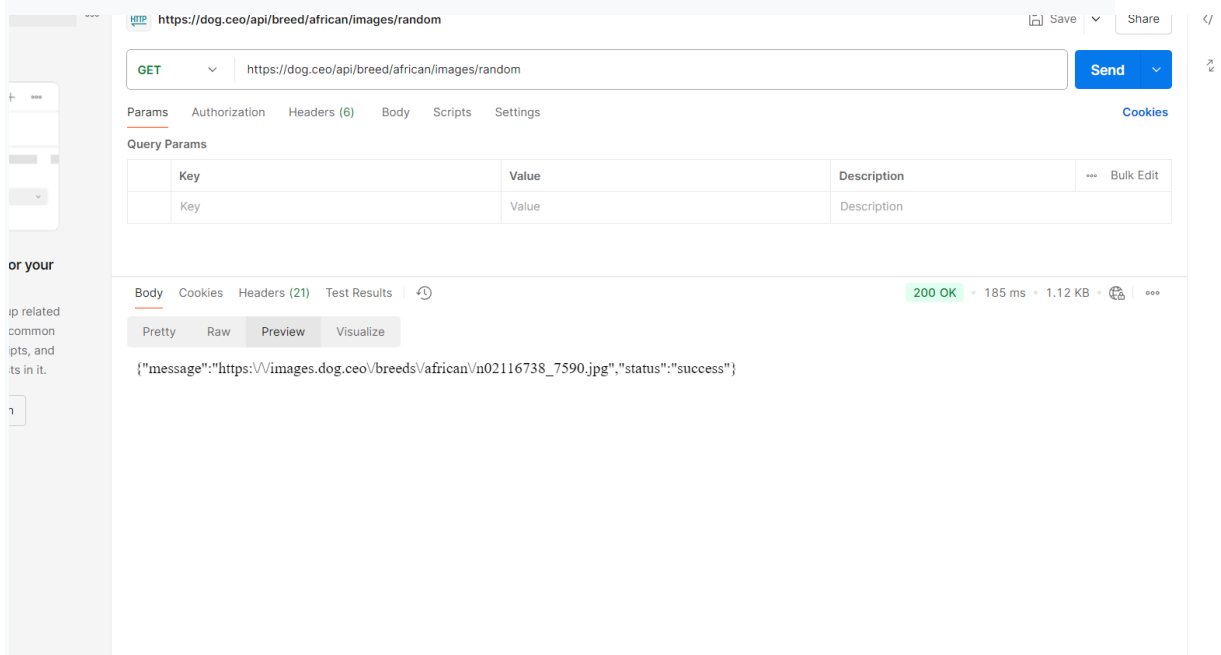 HTTP https://dog.ceo/api/breed/african/images/random Save Share </>
GET https://dog.ceo/api/breed/african/images/random Send
Params Authorization Headers (6) Body Scripts Settings Cookies
Query Params
Key Value Description Bulk Edit
Key Value Description
or your
up related
common
ipts, and
ts in it.
n
Body Cookies Headers (21) Test Results 200 OK 185 ms 1.12 KB
Pretty Raw Preview Visualize
{"message":"https:\/\/images.dog.ceo\/breeds\/african\/n02116738_7590.jpg","status":"success"}